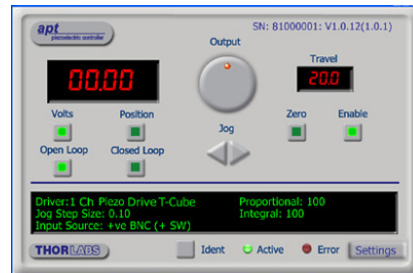 apt
piezoelectric controller
SN: 81000001: V1.0.12(1.0.1)
Output
00.00
Travel
20.0
Volts
Position
Zero
Enable
Jog
Open Loop
Closed Loop
Driver:1 Ch Piezo Drive T-Cube
Proportional: 100
Jog Step Size: 0.10
Integral: 100
Input Source: +ve BNC (+ SW)
THORLABS
Ident
Active
Error
Settings